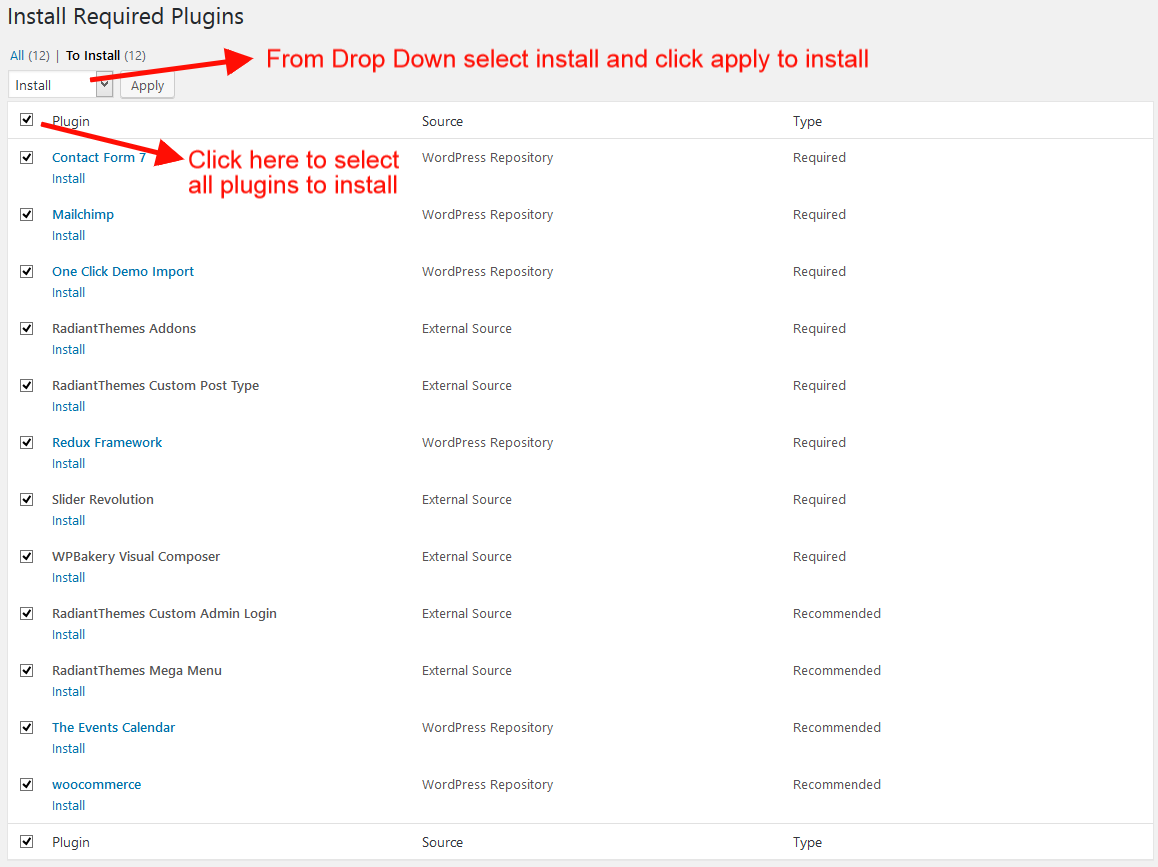 Install Required Plugins
All (12) | To Install (12)
From Drop Down select install and click apply to install
Install Apply
Plugin Source Type
Contact Form 7 WordPress Repository Required
Install
Click here to select
all plugins to install
Mailchimp WordPress Repository Required
Install
One Click Demo Import WordPress Repository Required
Install
RadiantThemes Addons External Source Required
Install
RadiantThemes Custom Post Type External Source Required
Install
Redux Framework WordPress Repository Required
Install
Slider Revolution External Source Required
Install
WPBakery Visual Composer External Source Required
Install
RadiantThemes Custom Admin Login External Source Recommended
Install
RadiantThemes Mega Menu External Source Recommended
Install
The Events Calendar WordPress Repository Recommended
Install
woocommerce WordPress Repository Recommended
Install
Plugin Source Type